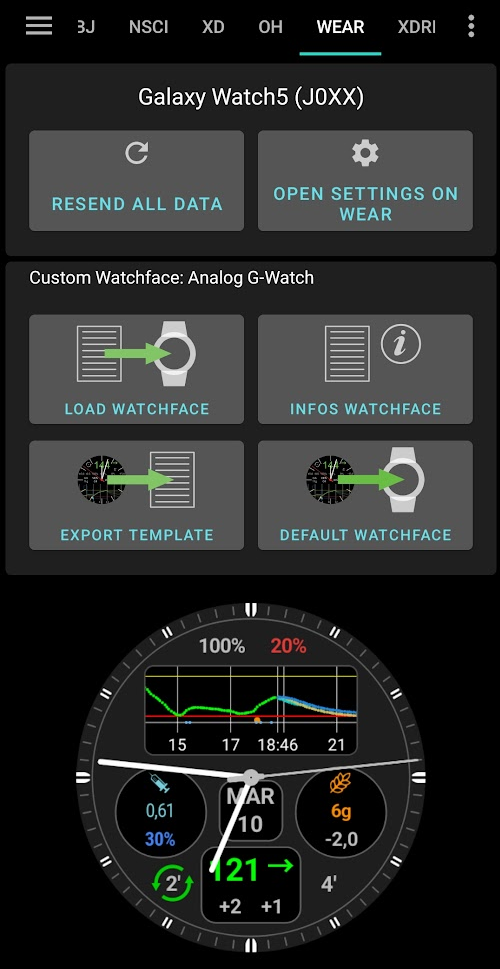 BJ NSCI XD OH WEAR XDRI
Galaxy Watch5 (J0XX)
RESEND ALL DATA
OPEN SETTINGS ON
WEAR
Custom Watchface: Analog G-Watch
LOAD WATCHFACE
i
INFOS WATCHFACE
EXPORT TEMPLATE
DEFAULT WATCHFACE
100% 20%
15 17 18:46 21
0,61
30%
MAR
10
6g
-2,0
2'
121 →
+2 +1
4'